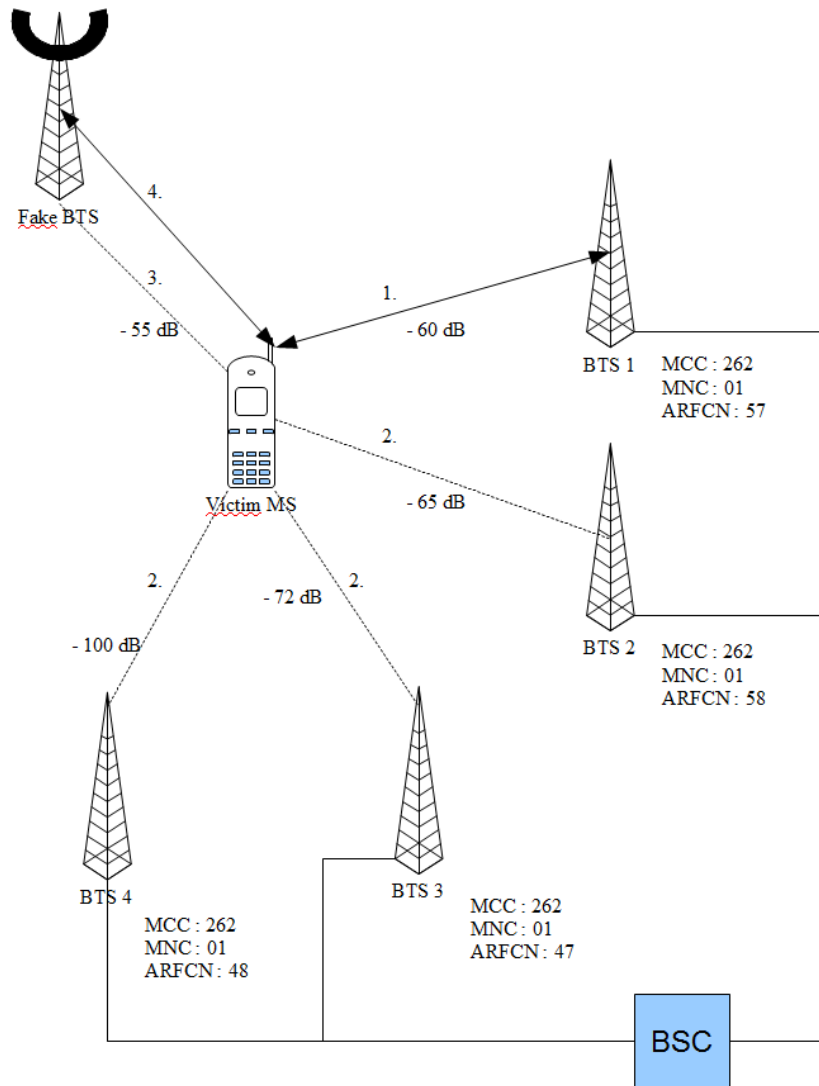 4.
Fake BTS
3.
- 55 dB
1.
- 60 dB
BTS 1
MCC : 262
MNC : 01
ARFCN : 57
2.
- 65 dB
Victim MS
2.
- 72 dB
2.
- 100 dB
BTS 2
MCC : 262
MNC : 01
ARFCN : 58
BTS 4
MCC : 262
MNC : 01
ARFCN : 48
BTS 3
MCC : 262
MNC : 01
ARFCN : 47
BSC